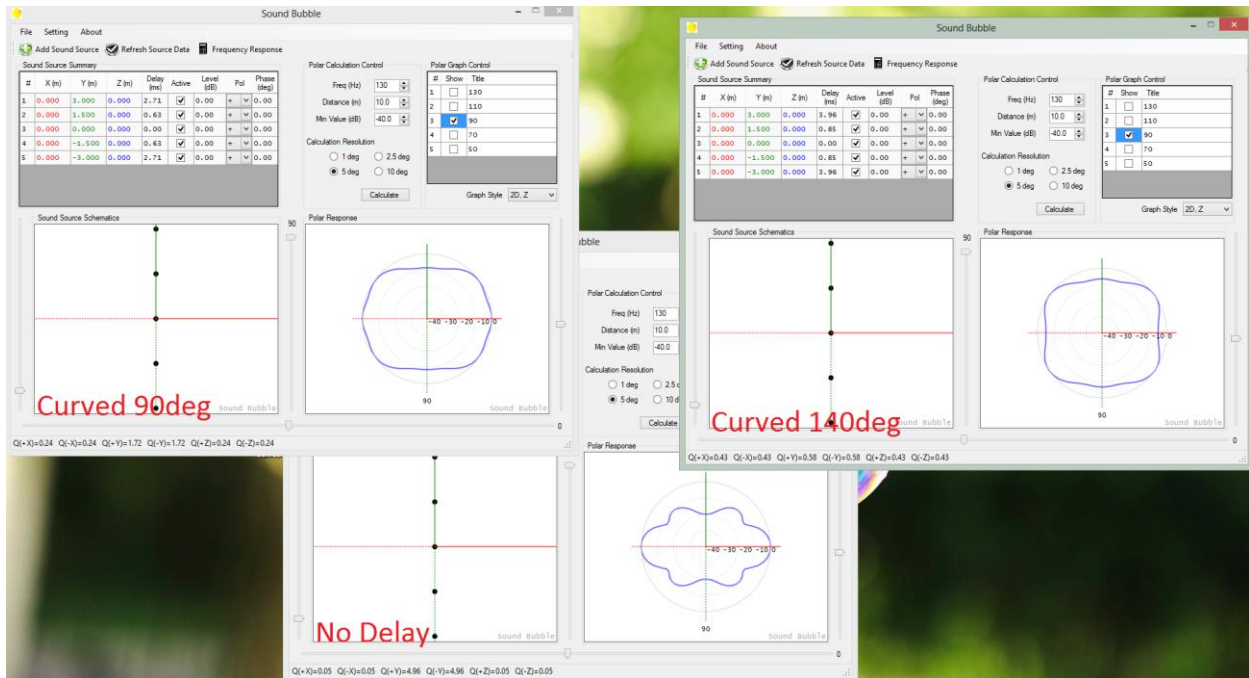 Sound Bubble
File Setting About
Add Sound Source Refresh Source Data Frequency Response
Sound Source Summary
# X (m) Y (m) Z (m) Delay (ms) Active Level (dB) Pol Phase (deg)
1 0.000 3.000 0.000 2.71 0.00 + 0.00
2 0.000 1.500 0.000 0.63 0.00 + 0.00
3 0.000 0.000 0.000 0.00 0.00 + 0.00
4 0.000 -1.500 0.000 0.63 0.00 + 0.00
5 0.000 -3.000 0.000 2.71 0.00 + 0.00
Polar Calculation Control
Freq (Hz) 130
Distance (m) 10.0
Min Value (dB) -40.0
Calculation Resolution
1 deg 2.5 deg
5 deg 10 deg
Calculate
Polar Graph Control
# Show Title
1 130
2 110
3 90
4 70
5 50
Graph Style 2D, Z
Sound Source Schematics
90
Polar Response
-40 -30 -20 -10 0
90
Curved 90deg
Sound Bubble
Sound Bubble
0
Q(+X)=0.24 Q(-X)=0.24 Q(+Y)=1.72 Q(-Y)=1.72 Q(+Z)=0.24 Q(-Z)=0.24
Polar Calculation Control
Freq (Hz) 130
Distance (m) 10.0
Min Value (dB) -40.0
Calculation Resolution
1 deg
5 deg
Calculate
Polar Response
-40 -30 -20 -10 0
90
No Delay
Sound Bubble
Sound Bubble
0
Q(+X)=0.05 Q(-X)=0.05 Q(+Y)=4.96 Q(-Y)=4.96 Q(+Z)=0.05 Q(-Z)=0.05
Sound Bubble
File Setting About
Add Sound Source Refresh Source Data Frequency Response
Sound Source Summary
# X (m) Y (m) Z (m) Delay (ms) Active Level (dB) Pol Phase (deg)
1 0.000 3.000 0.000 3.96 0.00 + 0.00
2 0.000 1.500 0.000 0.85 0.00 + 0.00
3 0.000 0.000 0.000 0.00 0.00 + 0.00
4 0.000 -1.500 0.000 0.85 0.00 + 0.00
5 0.000 -3.000 0.000 3.96 0.00 + 0.00
Polar Calculation Control
Freq (Hz) 130
Distance (m) 10.0
Min Value (dB) -40.0
Calculation Resolution
1 deg 2.5 deg
5 deg 10 deg
Calculate
Polar Graph Control
# Show Title
1 130
2 110
3 90
4 70
5 50
Graph Style 2D, Z
Sound Source Schematics
90
Polar Response
-40 -30 -20 -10 0
90
Curved 140deg
Sound Bubble
0
Q(+X)=0.43 Q(-X)=0.43 Q(+Y)=0.58 Q(-Y)=0.58 Q(+Z)=0.43 Q(-Z)=0.43